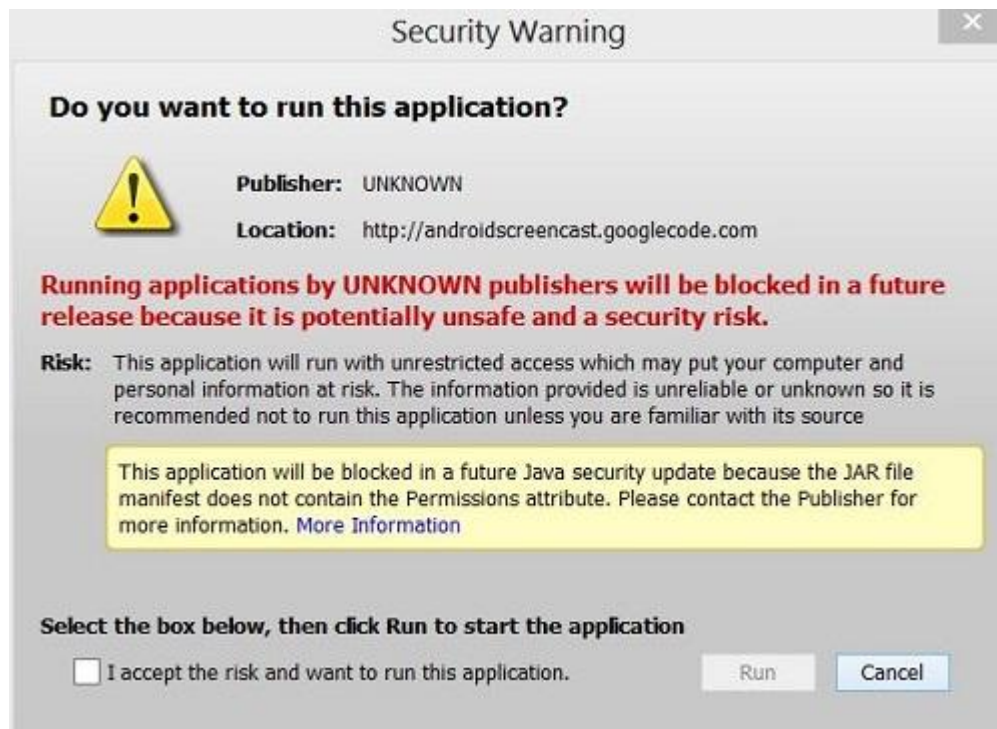 Security Warning
Do you want to run this application?
Publisher: UNKNOWN
Location: http://androidscreencast.googlecode.com
Running applications by UNKNOWN publishers will be blocked in a future
release because it is potentially unsafe and a security risk.
Risk: This application will run with unrestricted access which may put your computer and
personal information at risk. The information provided is unreliable or unknown so it is
recommended not to run this application unless you are familiar with its source
This application will be blocked in a future Java security update because the JAR file
manifest does not contain the Permissions attribute. Please contact the Publisher for
more information. More Information
Select the box below, then click Run to start the application
I accept the risk and want to run this application. Run Cancel